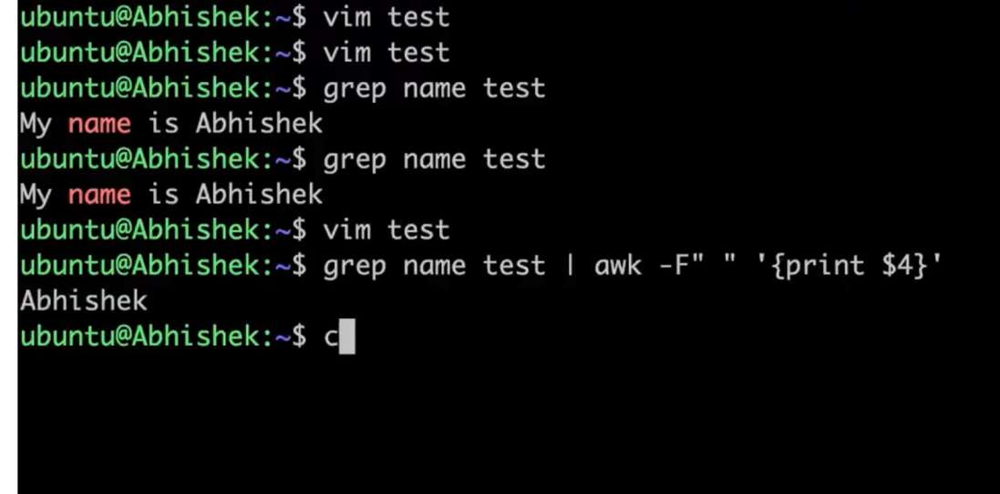 ubuntu@Abhishek:~$ vim test
ubuntu@Abhishek:~$ vim test
ubuntu@Abhishek:~$ grep name test
My name is Abhishek
ubuntu@Abhishek:~$ grep name test
My name is Abhishek
ubuntu@Abhishek:~$ vim test
ubuntu@Abhishek:~$ grep name test | awk -F" " '{print $4}'
Abhishek
ubuntu@Abhishek:~$ c